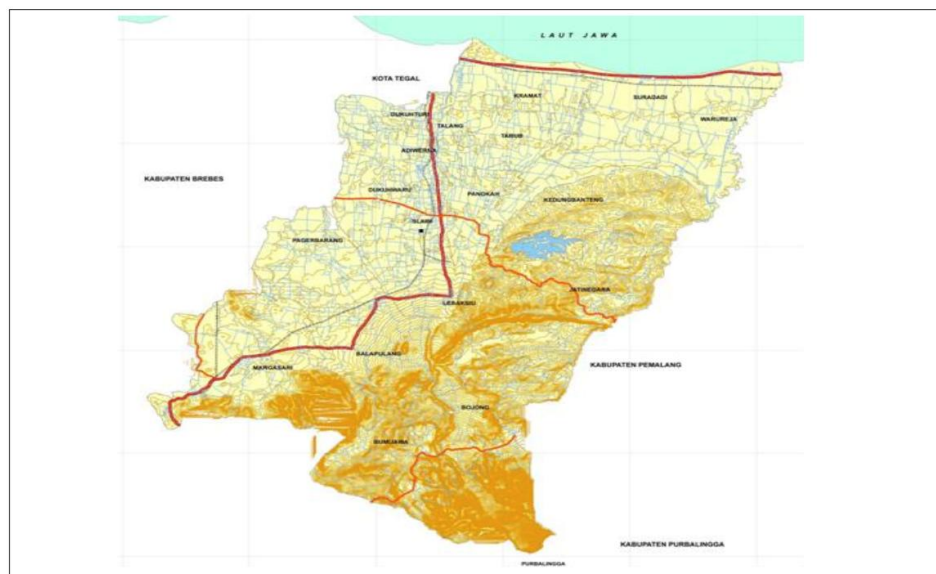 LAUT JAWA
KOTA TEGAL
KRAMAT
SURADADI
DUKUHTURI
WARUREJA
TALANG
TARUB
ADIWERNA
KABUPATEN BREBES
DUKUHWARU
PANGKAH
KEDUNGBANTENG
SLAWI
PAGERBARANG
JATINEGARA
LEBAKSIU
BALAPULANG
MARGASARI
KABUPATEN PEMALANG
BOJONG
BUMIJAWA
KABUPATEN PURBALINGGA
PURBALINGGA